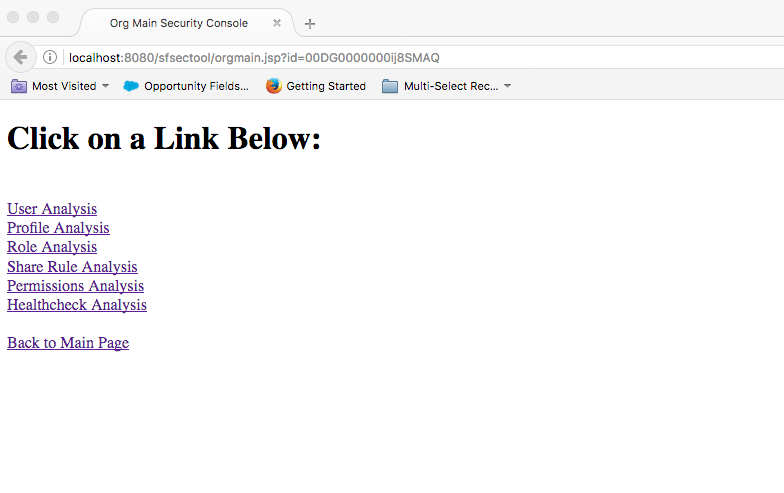 Org Main Security Console
localhost:8080/sfsectool/orgmain.jsp?id=00DG0000000ij8SMAQ
Most Visited Opportunity Fields... Getting Started Multi-Select Rec...
Click on a Link Below:
User Analysis
Profile Analysis
Role Analysis
Share Rule Analysis
Permissions Analysis
Healthcheck Analysis
Back to Main Page